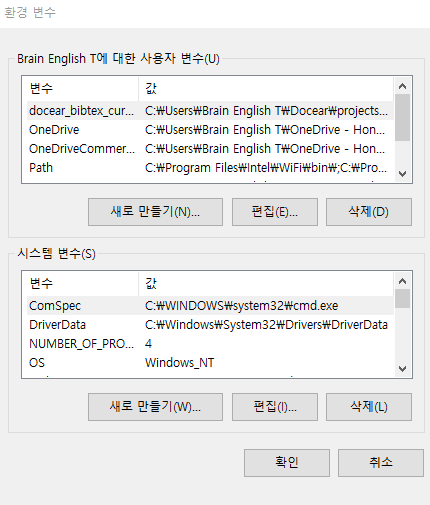 환경 변수
Brain English T에 대한 사용자 변수(U)
변수 값
docear_bibtex_cur... C:₩Users₩Brain English T₩Docear₩projects...
OneDrive C:₩Users₩Brain English T₩OneDrive - Hon...
OneDriveCommer... C:₩Users₩Brain English T₩OneDrive - Hon...
Path C:₩Program Files₩Intel₩WiFi₩bin₩;C:₩Pro...
새로 만들기(N)... 편집(E)... 삭제(D)
시스템 변수(S)
변수 값
ComSpec C:₩WINDOWS₩system32₩cmd.exe
DriverData C:₩Windows₩System32₩Drivers₩DriverData
NUMBER_OF_PRO... 4
OS Windows_NT
새로 만들기(W)... 편집(I)... 삭제(L)
확인 취소